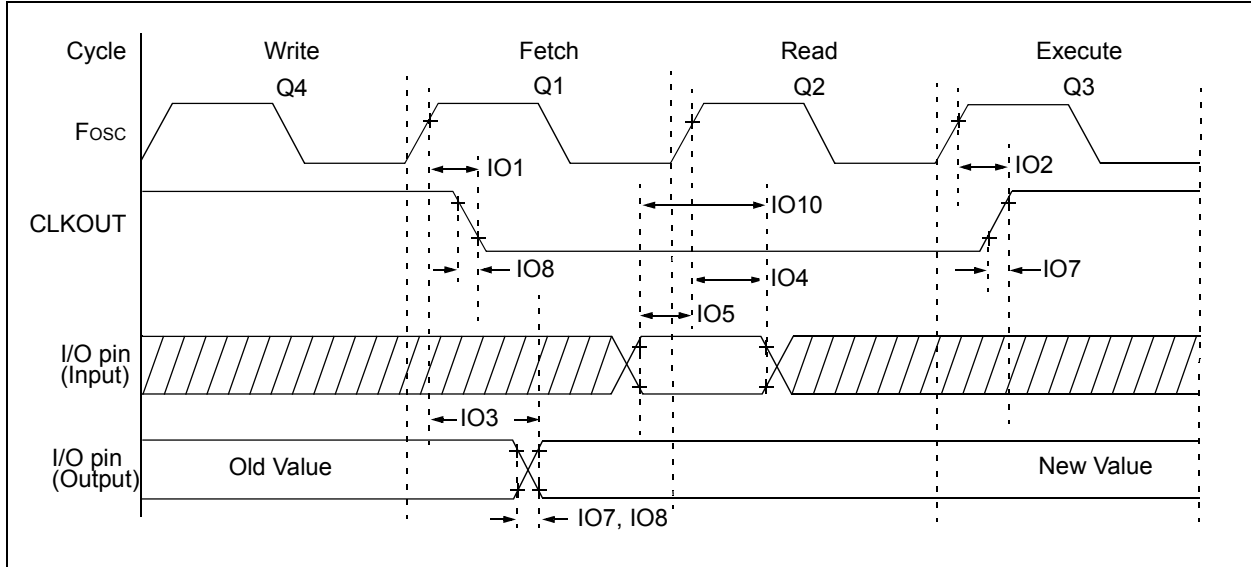 Cycle Write Fetch Read Execute
Q4 Q1 Q2 Q3
Fosc
IO1 IO2
IO10
CLKOUT
IO8 IO4 IO7
IO5
I/O pin
(Input)
IO3
I/O pin
(Output)
Old Value New Value
IO7, IO8